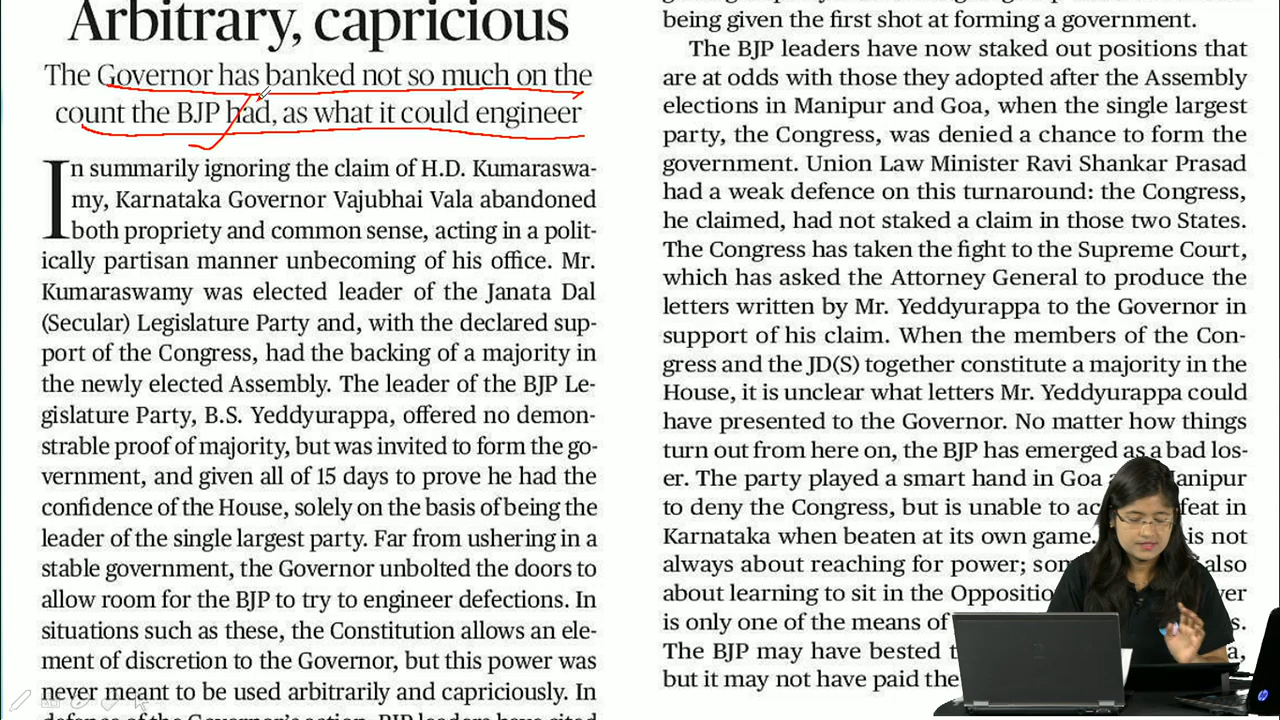 Arbitrary, capricious
The Governor has banked not so much on the
count the BJP had, as what it could engineer
In summarily ignoring the claim of H.D. Kumaraswa-
my, Karnataka Governor Vajubhai Vala abandoned
both propriety and common sense, acting in a polit-
ically partisan manner unbecoming of his office. Mr.
Kumaraswamy was elected leader of the Janata Dal
(Secular) Legislature Party and, with the declared sup-
port of the Congress, had the backing of a majority in
the newly elected Assembly. The leader of the BJP Le-
gislature Party, B.S. Yeddyurappa, offered no demon-
strable proof of majority, but was invited to form the go-
vernment, and given all of 15 days to prove he had the
confidence of the House, solely on the basis of being the
leader of the single largest party. Far from ushering in a
stable government, the Governor unbolted the doors to
allow room for the BJP to try to engineer defections. In
situations such as these, the Constitution allows an ele-
ment of discretion to the Governor, but this power was
never meant to be used arbitrarily and capriciously. In
defence of the Governor's action, BJP leaders have cited
being given the first shot at forming a government.
The BJP leaders have now staked out positions that
are at odds with those they adopted after the Assembly
elections in Manipur and Goa, when the single largest
party, the Congress, was denied a chance to form the
government. Union Law Minister Ravi Shankar Prasad
had a weak defence on this turnaround: the Congress,
he claimed, had not staked a claim in those two States.
The Congress has taken the fight to the Supreme Court,
which has asked the Attorney General to produce the
letters written by Mr. Yeddyurappa to the Governor in
support of his claim. When the members of the Con-
gress and the JD(S) together constitute a majority in the
House, it is unclear what letters Mr. Yeddyurappa could
have presented to the Governor. No matter how things
turn out from here on, the BJP has emerged as a bad los-
er. The party played a smart hand in Goa anipur
to deny the Congress, but is unable to feat in
Karnataka when beaten at its own game. is not
always about reaching for power; also
about learning to sit in the
is only one of the means of
The BJP may have bested
but it may not have paid the
hp